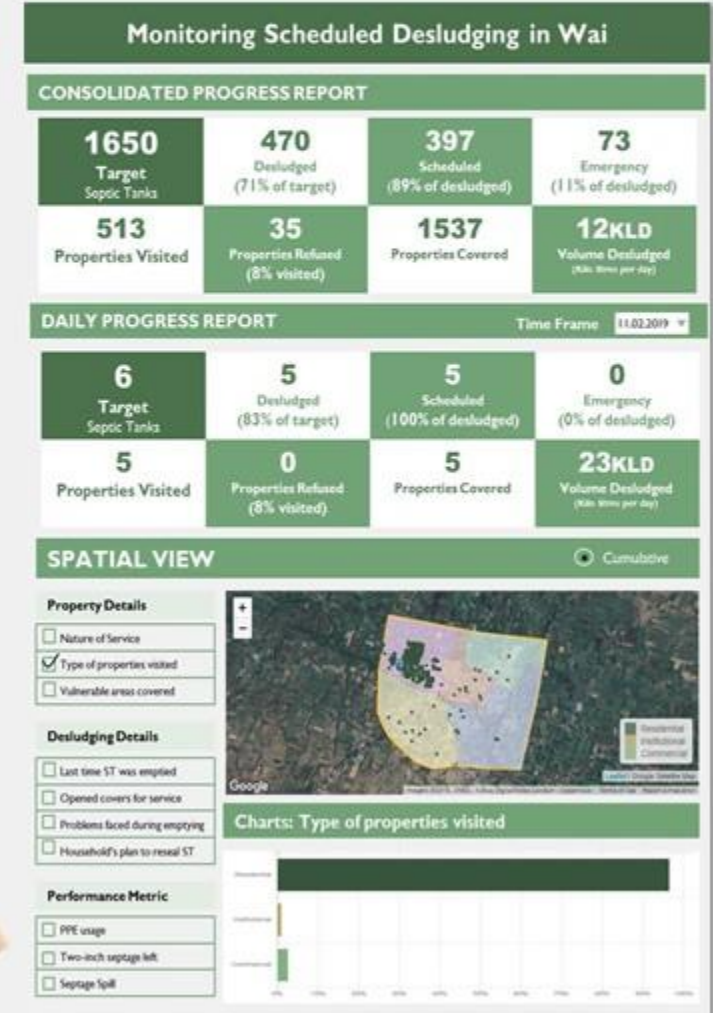 Monitoring Scheduled Desludging in Wai
CONSOLIDATED PROGRESS REPORT
1650
Target
Septic Tanks
470
Desludged
(71% of target)
397
Scheduled
(89% of desludged)
73
Emergency
(11% of desludged)
513
Properties Visited
35
Properties Refused
(8% visited)
1537
Properties Covered
12KLD
Volume Desludged
DAILY PROGRESS REPORT
Time Frame
11.02.2019
6
Target
Septic Tanks
5
Desludged
(83% of target)
5
Scheduled
(100% of desludged)
0
Emergency
(0% of desludged)
5
Properties Visited
0
Properties Refused
(8% visited)
5
Properties Covered
23KLD
Volume Desludged
SPATIAL VIEW
Cumulative
Property Details
Nature of Service
Type of properties visited
Vulnerable areas covered
Desludging Details
Last time ST was emptied
Opened covers for service
Problems faced during emptying
Household's plan to reseal ST
Performance Metric
PPE usage
Two-inch septage left
Septage Spill
+
-
Residential
Institutional
Commercial
Google
Charts: Type of properties visited
Residential
Institutional
Commercial